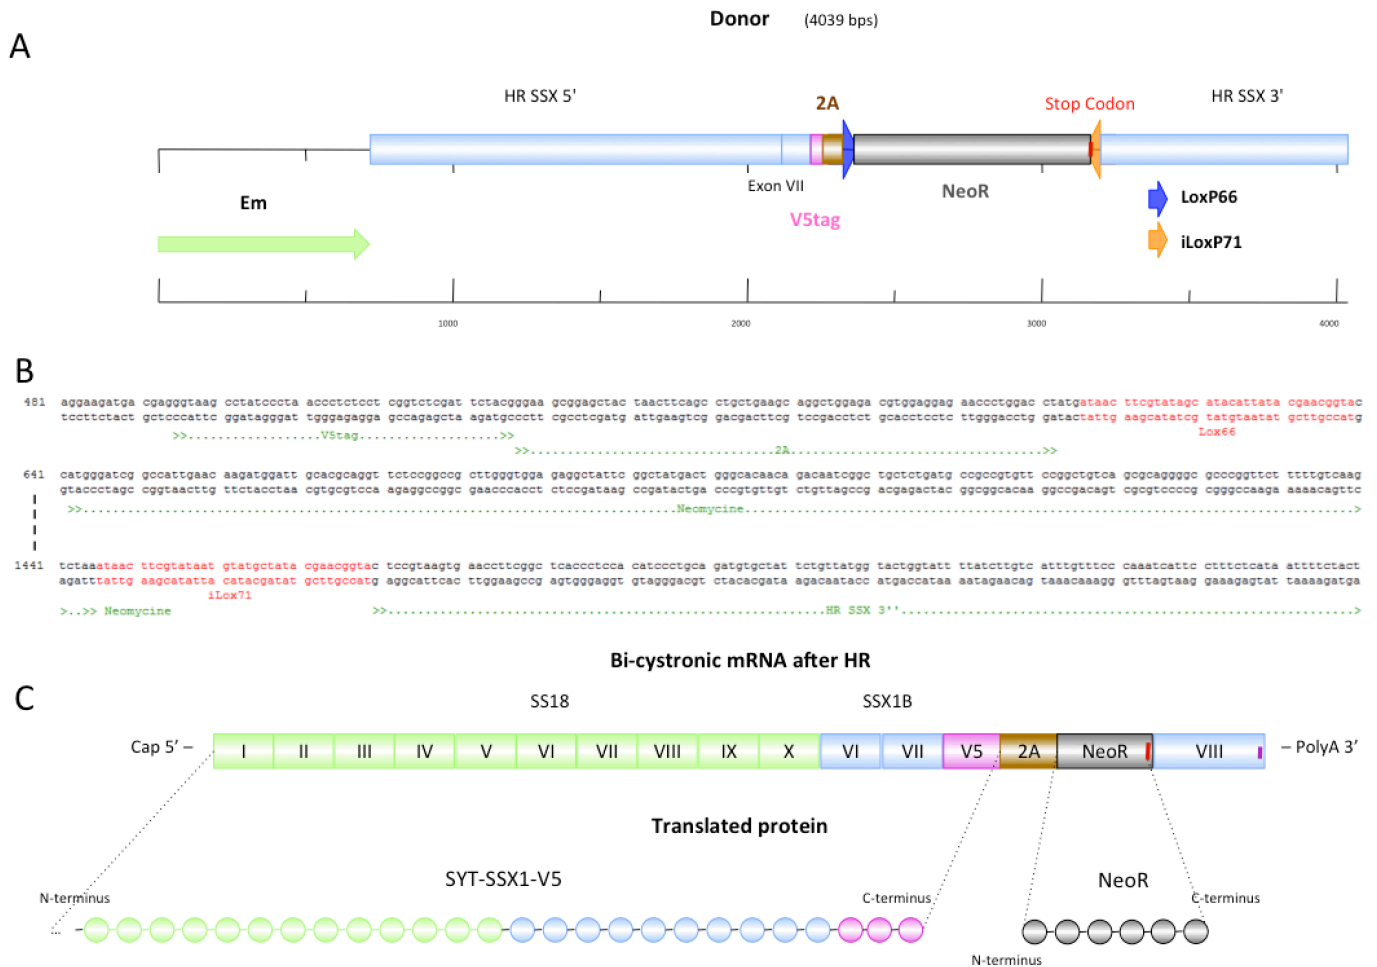 Donor (4039 bps)
A
HR SSX 5'
2A
Stop Codon
HR SSX 3'
Exon VII
NeoR
V5tag
Em
LoxP66
iLoxP71
1000 2000 3000 4000
B
481 aggaagatga cgagggtaag cctatcccta accctctcct cggtctcgat tctacgggaa gcggagctac taacttcagc ctgctgaagc aggctggaga cgtggaggag aaccctggac ctatgataac ttcgtatagc atacattata cgaacggtac
tccttctact gctcccattc ggatagggat tgggagagga gccagagcta agatgccctt cgcctcgatg attgaagtcg gacgacttcg tccgacctct gcacctcctc ttgggacctg gatactattg aagcatatcg tatgtaatat gcttgccatg
>>..................V5tag..................>>
Lox66
>>..................2A..................>>
641 catgggatcg gccattgaac aagatggatt gcacgcaggt tctccggccg cttgggtgga gaggctattc ggctatgact gggcacaaca gacaatcggc tgctctgatg ccgccgtgtt ccggctgtca gcgcaggggc gcccggttct ttttgtcaag
gtaccctagc cggtaacttg ttctacctaa cgtgcgtcca agaggccggc gaacccacct ctccgataag ccgatactga cccgtgttgt ctgttagccg acgagactac ggcggcacaa ggccgacagt cgcgtccccg cgggccaaga aaaacagttc
>>..................Neomycine..................>
1441 tctaaataac ttcgtataat gtatgctata cgaacggtac tccgtaagtg aaccttcggc tcaccctcca catccctgca gatgtgctat tctgttatgg tactggtatt tatcttgtc atttgtttcc caaatcattc ctttctcata attttctact
agatttattg aagcatatta catacgatat gcttgccatg aggcattcac ttggaagccg agtgggaggt gtagggacgt ctacacgata agacaatacc atgaccataa aatagaacag taaacaaagg gtttagtaag gaaagagtat taaaagatga
iLox71
>..>> Neomycine >>..................HR SSX 3''..................>
Bi-cystronic mRNA after HR
C
SS18 SSX1B
Cap 5' – I II III IV V VI VII VIII IX X VI VII V5 2A NeoR VIII – PolyA 3'
Translated protein
SYT-SSX1-V5 NeoR
N-terminus C-terminus C-terminus
...
N-terminus